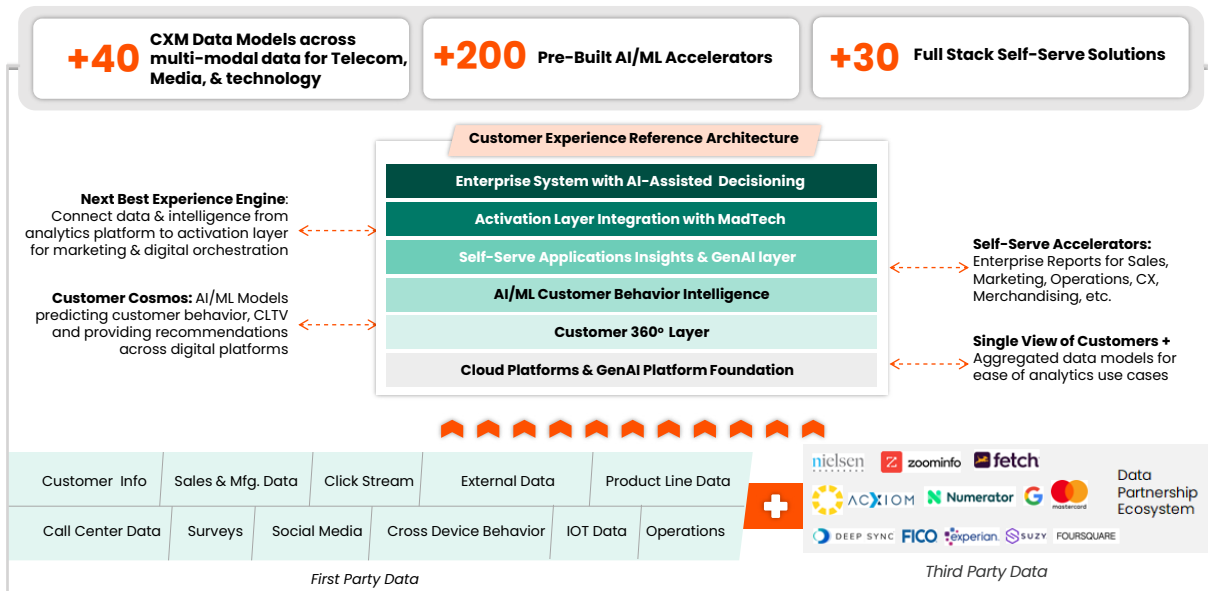 +40
CXM Data Models across
multi-modal data for Telecom,
Media, & technology
+200
Pre-Built AI/ML Accelerators
+30
Full Stack Self-Serve Solutions
Customer Experience Reference Architecture
Enterprise System with AI-Assisted Decisioning
Activation Layer Integration with MadTech
Self-Serve Applications Insights & GenAI layer
AI/ML Customer Behavior Intelligence
Customer 360º Layer
Cloud Platforms & GenAI Platform Foundation
Next Best Experience Engine:
Connect data & intelligence from
analytics platform to activation layer
for marketing & digital orchestration
Customer Cosmos: AI/ML Models
predicting customer behavior, CLTV
and providing recommendations
across digital platforms
Self-Serve Accelerators:
Enterprise Reports for Sales,
Marketing, Operations, CX,
Merchandising, etc.
Single View of Customers +
Aggregated data models for
ease of analytics use cases
Customer Info
Sales & Mfg. Data
Click Stream
External Data
Product Line Data
Call Center Data
Surveys
Social Media
Cross Device Behavior
IOT Data
Operations
First Party Data
nielsen
zoominfo
fetch
ACXIOM
Numerator
G
mastercard
DEEP SYNC
FICO
experian.
SUZY
FOURSQUARE
Data
Partnership
Ecosystem
Third Party Data